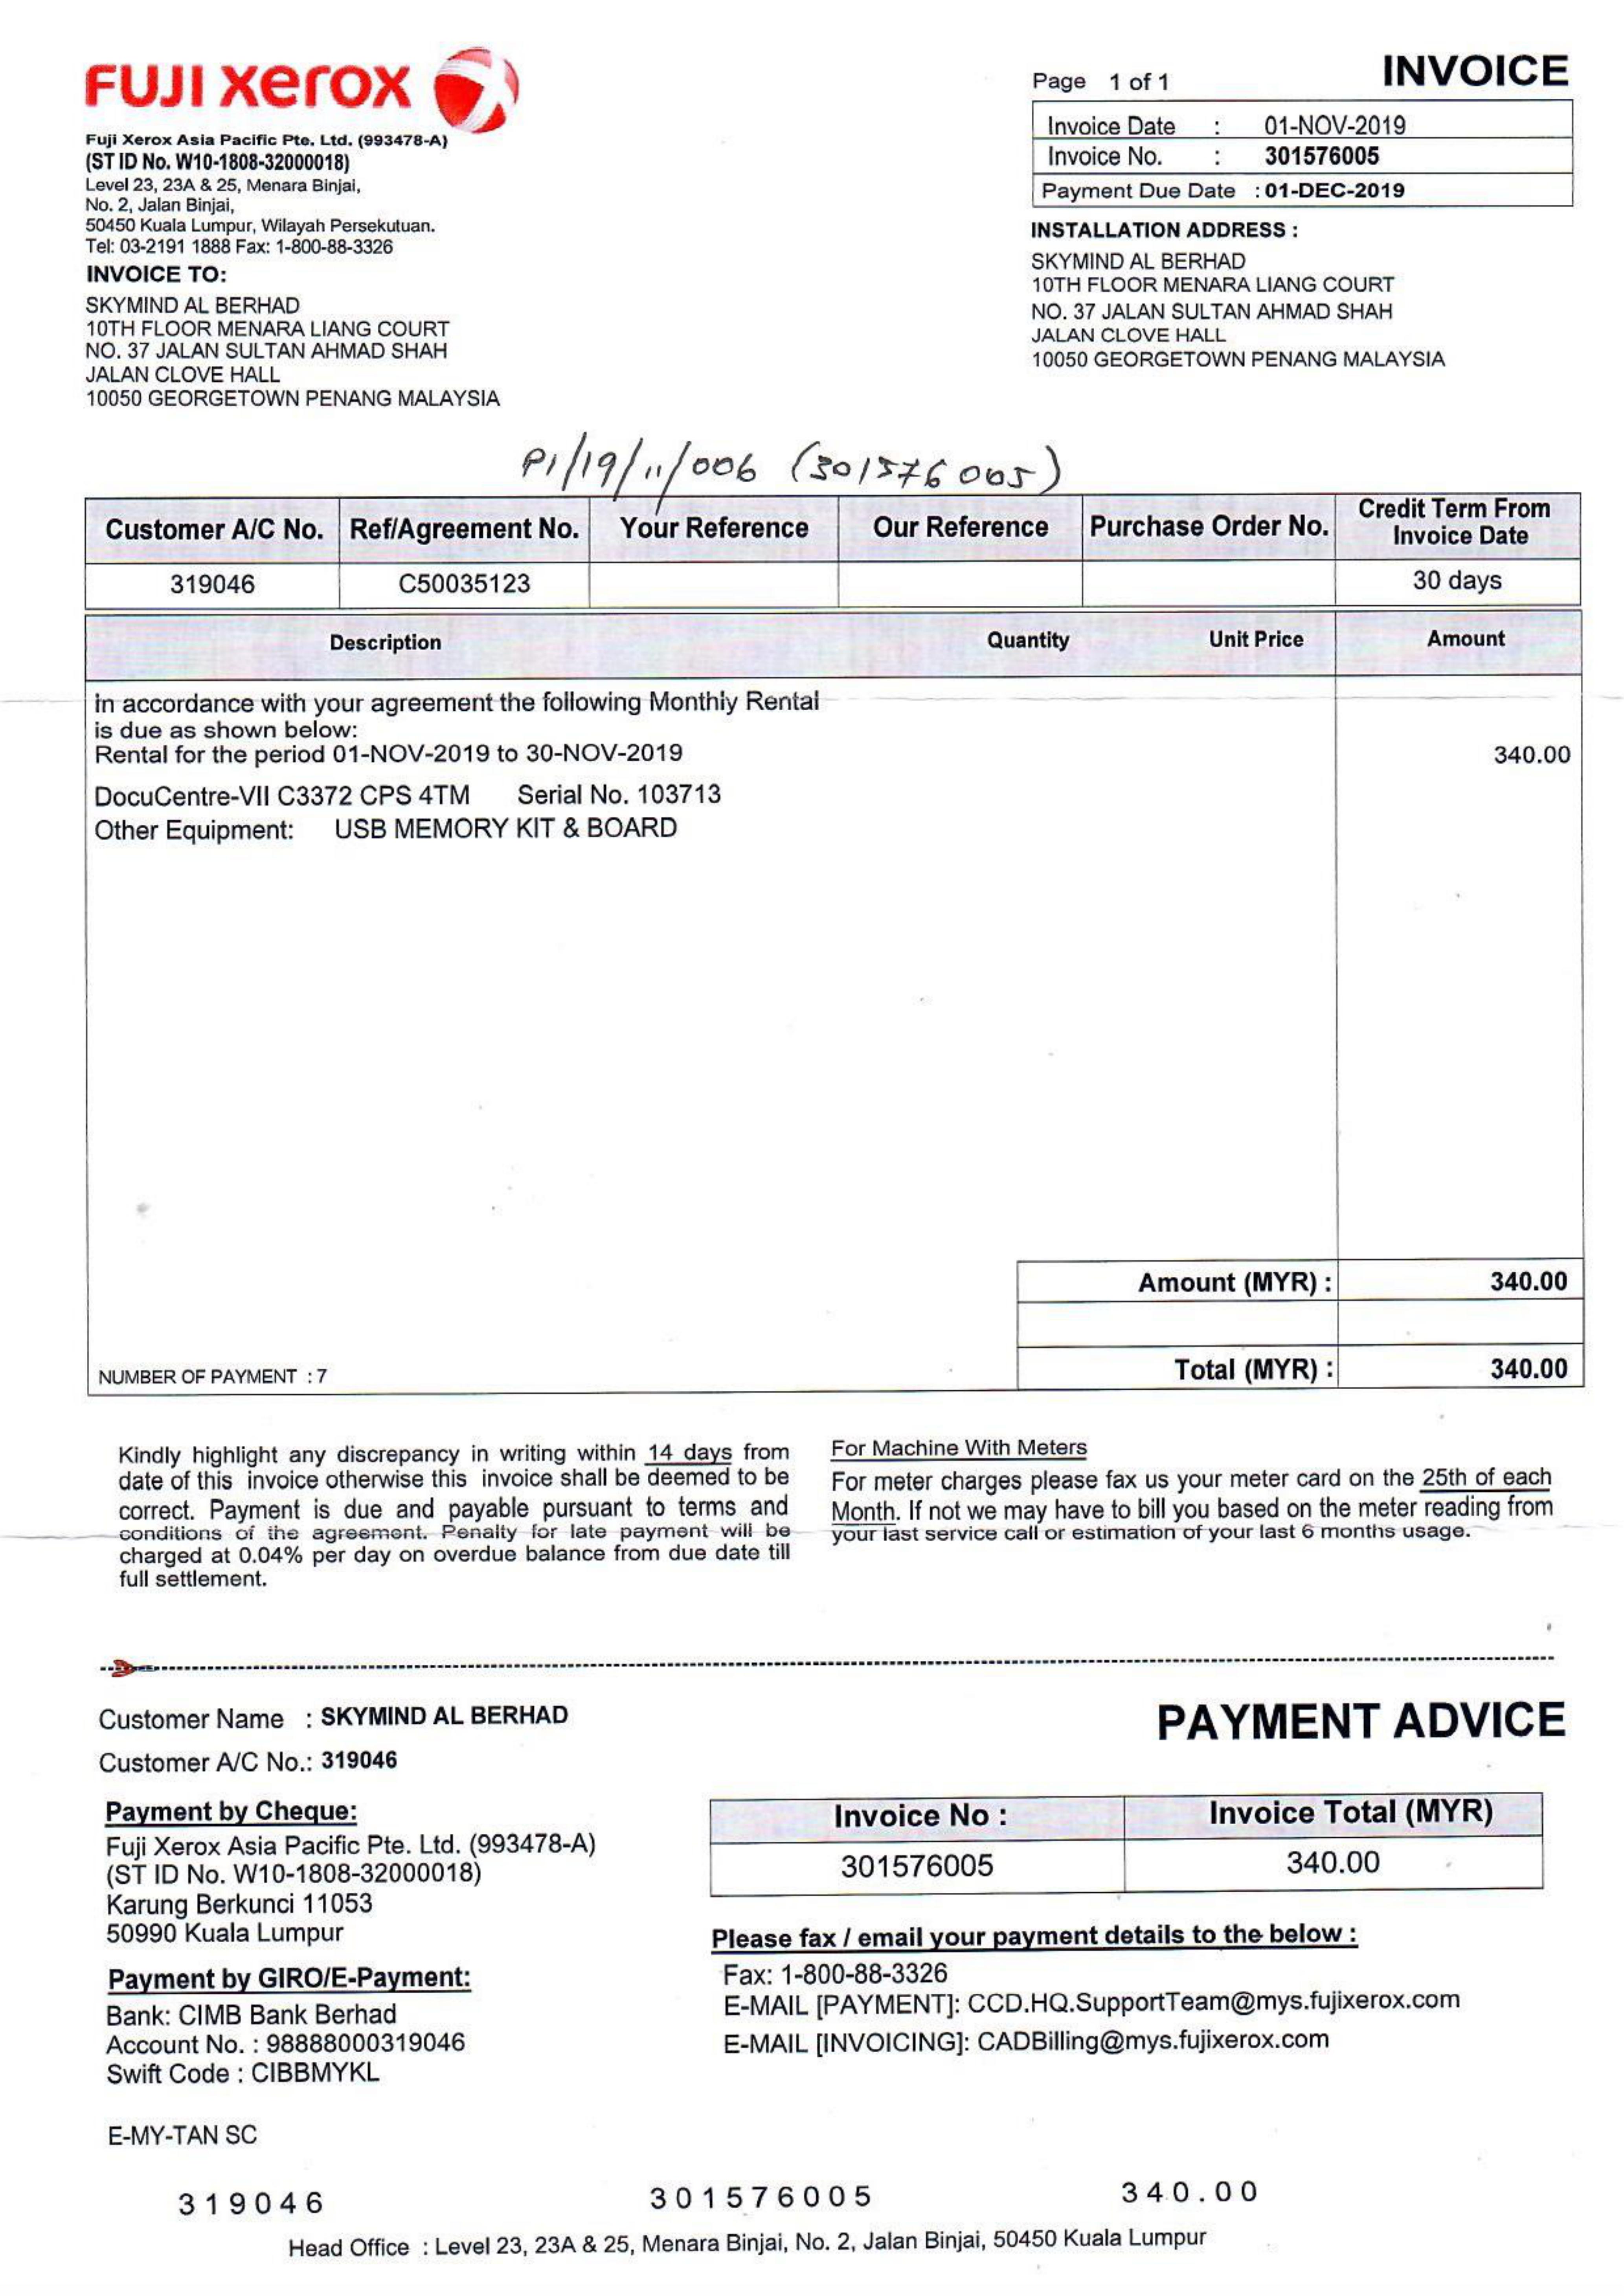 FUJI xerox
INVOICE
Page 1 of 1
Invoice Date : 01-NOV-2019
Invoice No. : 301576005
Payment Due Date : 01-DEC-2019
Fuji Xerox Asia Pacific Pte. Ltd. (993478-A)
(ST ID No. W10-1808-32000018)
Level 23, 23A & 25, Menara Binjai,
No. 2, Jalan Binjai,
50450 Kuala Lumpur, Wilayah Persekutuan.
Tel: 03-2191 1888 Fax: 1-800-88-3326
INVOICE TO:
SKYMIND AL BERHAD
10TH FLOOR MENARA LIANG COURT
NO. 37 JALAN SULTAN AHMAD SHAH
JALAN CLOVE HALL
10050 GEORGETOWN PENANG MALAYSIA
INSTALLATION ADDRESS :
SKYMIND AL BERHAD
10TH FLOOR MENARA LIANG COURT
NO. 37 JALAN SULTAN AHMAD SHAH
JALAN CLOVE HALL
10050 GEORGETOWN PENANG MALAYSIA
PI/19/11/006 (301576005)
Customer A/C No. Ref/Agreement No. Your Reference Our Reference Purchase Order No. Credit Term From Invoice Date
319046 C50035123 30 days
Description Quantity Unit Price Amount
In accordance with your agreement the following Monthly Rental
is due as shown below:
Rental for the period 01-NOV-2019 to 30-NOV-2019 340.00
DocuCentre-VII C3372 CPS 4TM Serial No. 103713
Other Equipment: USB MEMORY KIT & BOARD
Amount (MYR) : 340.00
NUMBER OF PAYMENT : 7 Total (MYR) : 340.00
Kindly highlight any discrepancy in writing within 14 days from
date of this invoice otherwise this invoice shall be deemed to be
correct. Payment is due and payable pursuant to terms and
conditions of the agreement. Penalty for late payment will be
charged at 0.04% per day on overdue balance from due date till
full settlement.
For Machine With Meters
For meter charges please fax us your meter card on the 25th of each
Month. If not we may have to bill you based on the meter reading from
your last service call or estimation of your last 6 months usage.
Customer Name : SKYMIND AL BERHAD
Customer A/C No.: 319046
PAYMENT ADVICE
Payment by Cheque:
Fuji Xerox Asia Pacific Pte. Ltd. (993478-A)
(ST ID No. W10-1808-32000018)
Karung Berkunci 11053
50990 Kuala Lumpur
Payment by GIRO/E-Payment:
Bank: CIMB Bank Berhad
Account No. : 98888000319046
Swift Code : CIBBMYKL
Invoice No : Invoice Total (MYR)
301576005 340.00
Please fax / email your payment details to the below :
Fax: 1-800-88-3326
E-MAIL [PAYMENT]: CCD.HQ.SupportTeam@mys.fujixerox.com
E-MAIL [INVOICING]: CADBilling@mys.fujixerox.com
E-MY-TAN SC
319046 301576005 340.00
Head Office : Level 23, 23A & 25, Menara Binjai, No. 2, Jalan Binjai, 50450 Kuala Lumpur